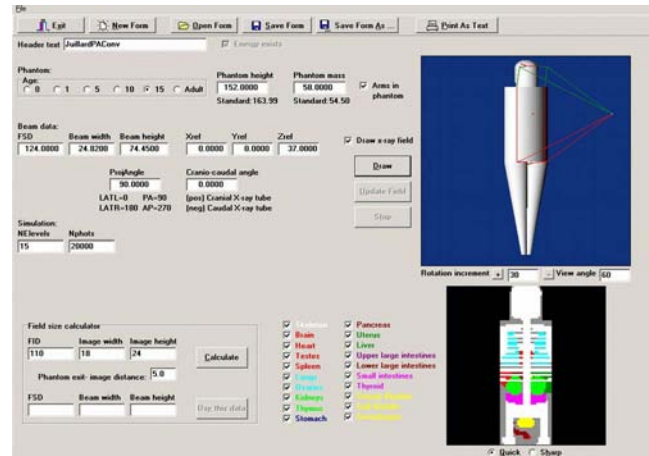 File
Exit New Form Open Form Save Form Save Form As ... Print As Text
Header text JuillardPAConv Energy exists
Phantom:
Age:
0 1 5 10 15 Adult
Phantom height Phantom mass
152.0000 50.0000 Arms in phantom
Standard: 163.99 Standard: 54.50
Beam data:
FSD Beam width Beam height Xref Yref Zref
124.0000 24.8200 74.4500 0.0000 0.0000 37.0000
Draw x-ray field
Draw
ProjAngle Cranio-caudal angle
90.0000 0.0000
Update Field
LATL=0 PA=90 (pos) Cranial X-ray tube
LATR=180 AP=270 (neg) Caudal X-ray tube
Stop
Simulation:
NElevels Nphots
15 20000
Rotation increment + 30 - View angle 60
Field size calculator
FID Image width Image height
110 18 24
Calculate
Phantom exit- image distance: 5.0
FSD Beam width Beam height
Use this data
Skeleton
Brain
Heart
Testes
Spleen
Lungs
Ovaries
Kidneys
Thymus
Stomach
Pancreas
Uterus
Liver
Upper large intestines
Lower large intestines
Small intestines
Thyroid
Quick Sharp